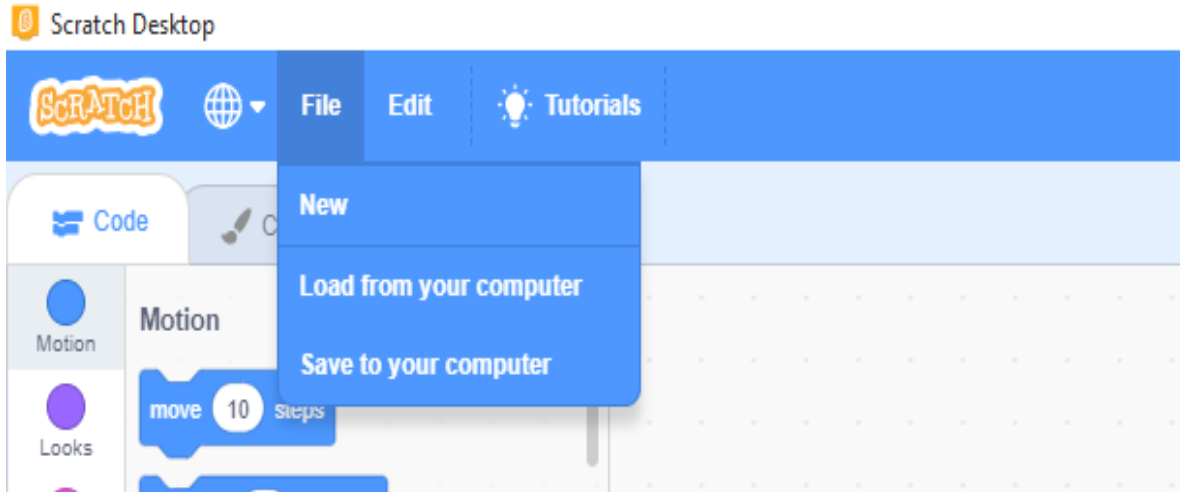 Scratch Desktop
SCRATCH File Edit Tutorials
New
Code
Load from your computer
Motion
Motion
Save to your computer
move 10 steps
Looks